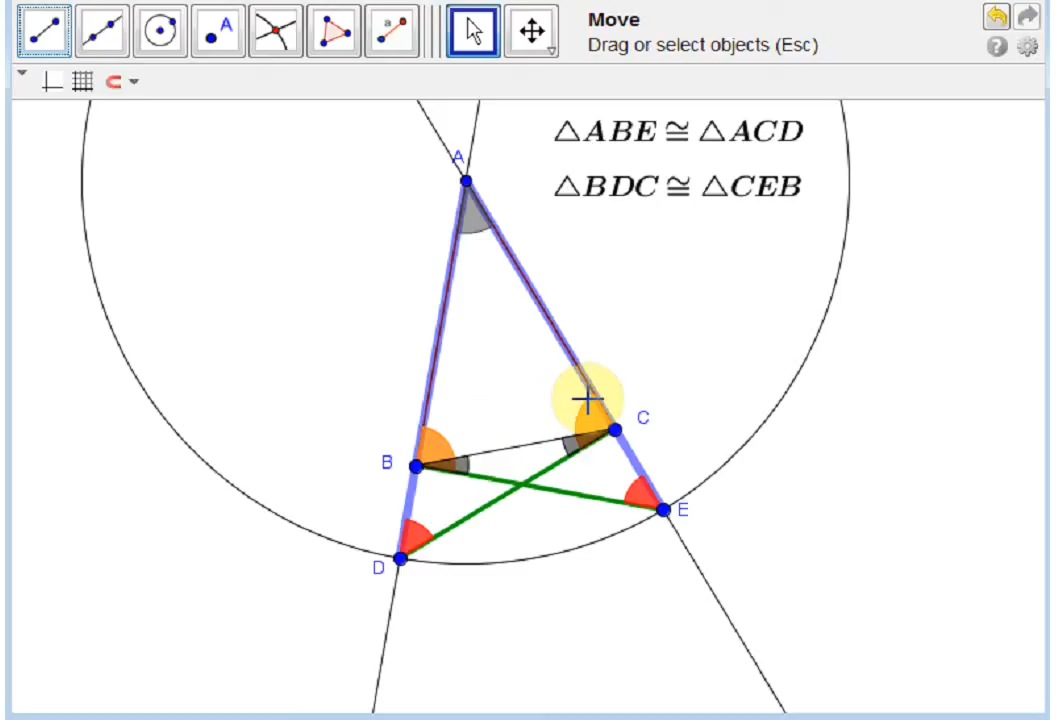 A
a
Move
Drag or select objects (Esc)
△ABE ≅ △ACD
A
△BDC ≅ △CEB
C
B
E
D